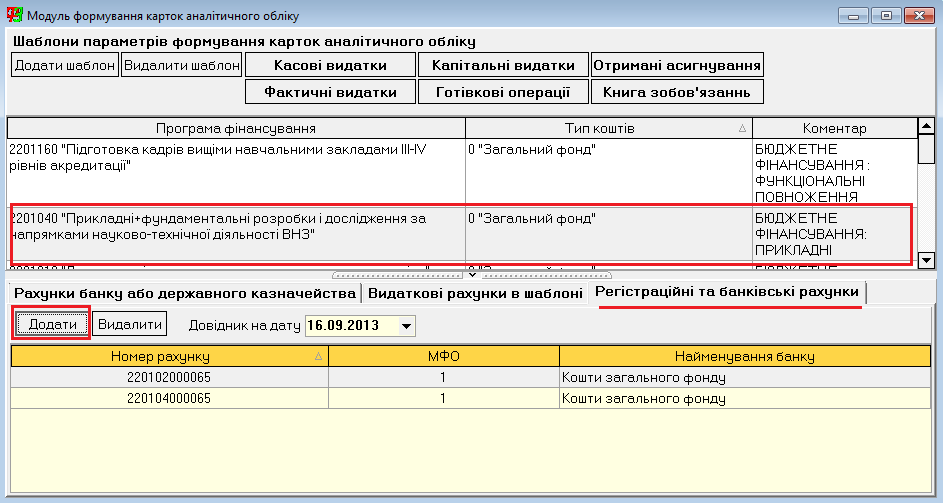 Модуль формування карток аналітичного обліку
Шаблони параметрів формування карток аналітичного обліку
Додати шаблон Видалити шаблон Касові видатки Капітальні видатки Отримані асигнування
Фактичні видатки Готівкові операції Книга зобов'язаннь
Програма фінансування Тип коштів Коментар
2201160 "Підготовка кадрів вищіми навчальними закладами III-IV 0 "Загальний фонд" БЮДЖЕТНЕ
рівнів акредитації" ФІНАНСУВАННЯ :
ФУНКЦІОНАЛЬНІ
ПОВНОЖЕННЯ
2201040 "Прикладні+фундаментальні розробки і дослідження за 0 "Загальний фонд" БЮДЖЕТНЕ
напрямками науково-технічної діяльності ВНЗ" ФІНАНСУВАННЯ:
ПРИКЛАДНІ
Рахунки банку або державного казначейства Видаткові рахунки в шаблоні Регістраційні та банківські рахунки
Додати Видалити Довідник на дату 16.09.2013
Номер рахунку МФО Найменування банку
220102000065 1 Кошти загального фонду
220104000065 1 Кошти загального фонду